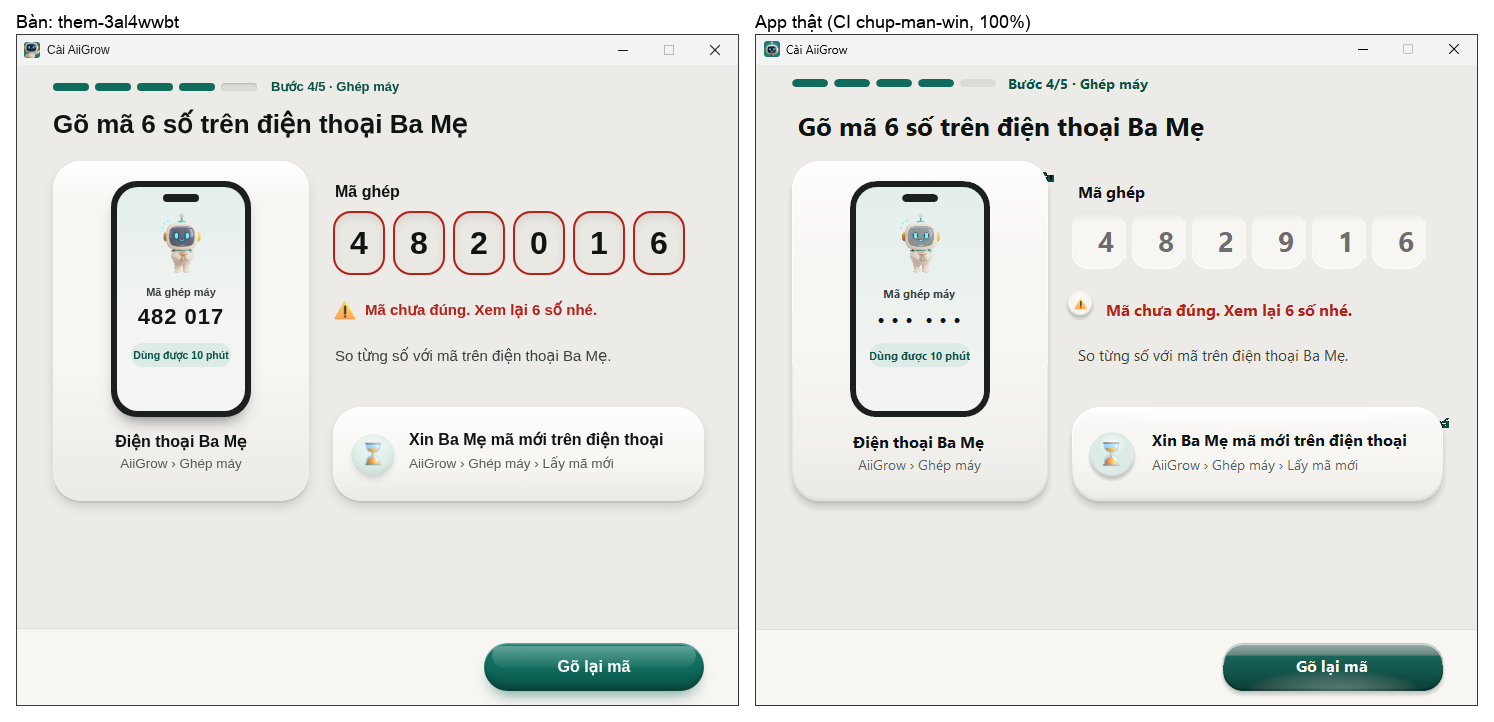 Bàn: them-3al4wwbt
Cài AiiGrow
Bước 4/5 · Ghép máy
Gõ mã 6 số trên điện thoại Ba Mẹ
Mã ghép máy
482 017
Dùng được 10 phút
Điện thoại Ba Mẹ
AiiGrow › Ghép máy
Mã ghép
4 8 2 0 1 6
Mã chưa đúng. Xem lại 6 số nhé.
So từng số với mã trên điện thoại Ba Mẹ.
Xin Ba Mẹ mã mới trên điện thoại
AiiGrow › Ghép máy › Lấy mã mới
Gõ lại mã
App thật (CI chup-man-win, 100%)
Cài AiiGrow
Bước 4/5 · Ghép máy
Gõ mã 6 số trên điện thoại Ba Mẹ
Mã ghép máy
• • • • • •
Dùng được 10 phút
Điện thoại Ba Mẹ
AiiGrow › Ghép máy
Mã ghép
4 8 2 9 1 6
Mã chưa đúng. Xem lại 6 số nhé.
So từng số với mã trên điện thoại Ba Mẹ.
Xin Ba Mẹ mã mới trên điện thoại
AiiGrow › Ghép máy › Lấy mã mới
Gõ lại mã